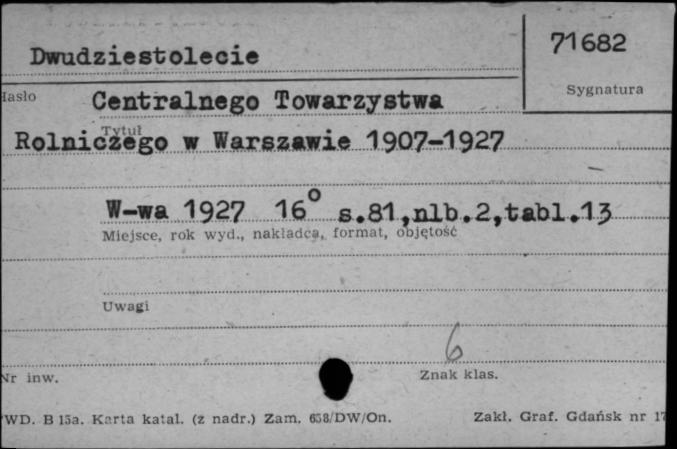 Dwudziestolecie
71682
Sygnatura
Hasło
Centralnego Towarzystwa
Tytuł
Rolniczego w Warszawie 1907-1927
W-wa 1927 16° s.81,nlb.2,tabl.13
Miejsce, rok wyd., nakładca, format, objętość
Uwagi
6
Nr inw.
Znak klas.
WD. B 15a. Karta katal. (z nadr.) Zam. 658/DW/On.
Zakł. Graf. Gdańsk nr 17